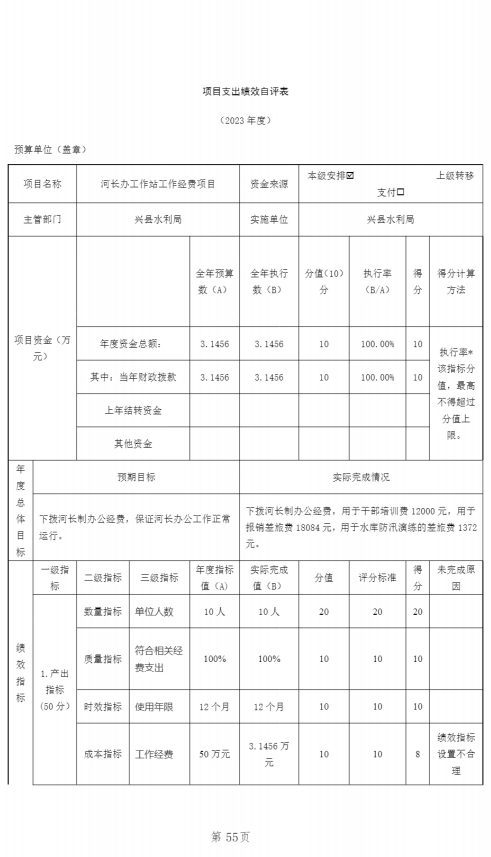 项目支出绩效自评表
（2023 年度）
预算单位（盖章）
项目名称 河长办工作站工作经费项目 资金来源 本级安排☑ 上级转移支付□
主管部门 兴县水利局 实施单位 兴县水利局
项目资金（万元） 全年预算数（A） 全年执行数（B） 分值（10）分 执行率（B/A） 得分 得分计算方法
年度资金总额： 3.1456 3.1456 10 100.00% 10 执行率*该指标分值，最高不得超过分值上限。
其中：当年财政拨款 3.1456 3.1456 10 100.00% 10
上年结转资金
其他资金
年度总体目标 预期目标 实际完成情况
下拨河长制办公经费，保证河长办公工作正常运行。 下拨河长制办公经费，用于干部培训费 12000 元，用于报销差旅费 18084 元，用于水库防汛演练的差旅费 1372 元。
绩效指标 一级指标 二级指标 三级指标 年度指标值（A） 实际完成值（B） 分值 评分标准 得分 未完成原因
1.产出指标（50 分） 数量指标 单位人数 10 人 10 人 20 20 20
质量指标 符合相关经费支出 100% 100% 10 10 10
时效指标 使用年限 12 个月 12 个月 10 10 10
成本指标 工作经费 50 万元 3.1456 万元 10 10 8 绩效指标设置不合理
第 55页